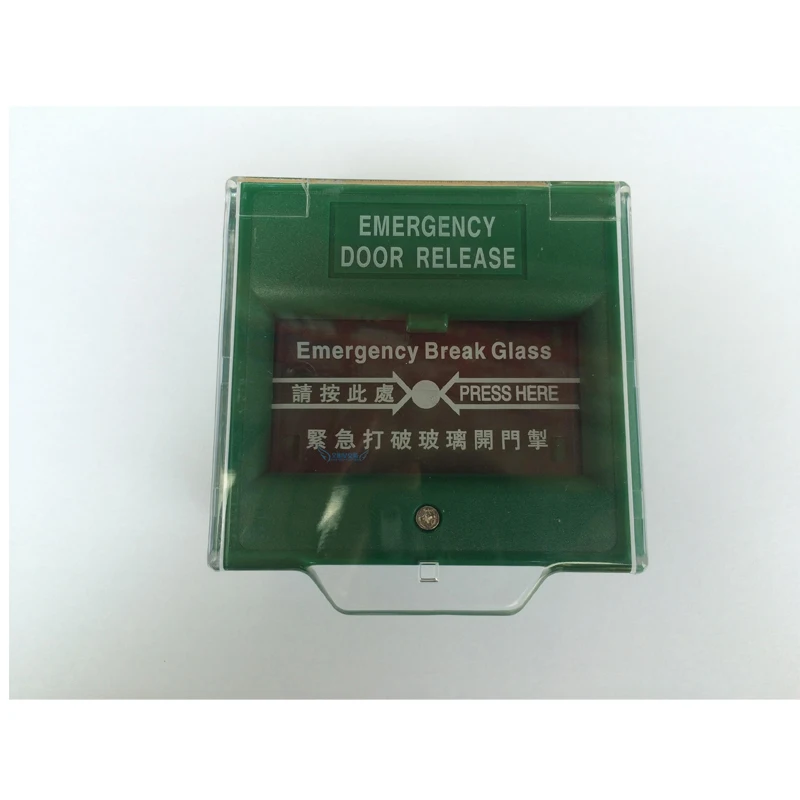 EMERGENCY
DOOR RELEASE
Emergency Break Glass
請按此處 PRESS HERE
緊急打破玻璃開門掣